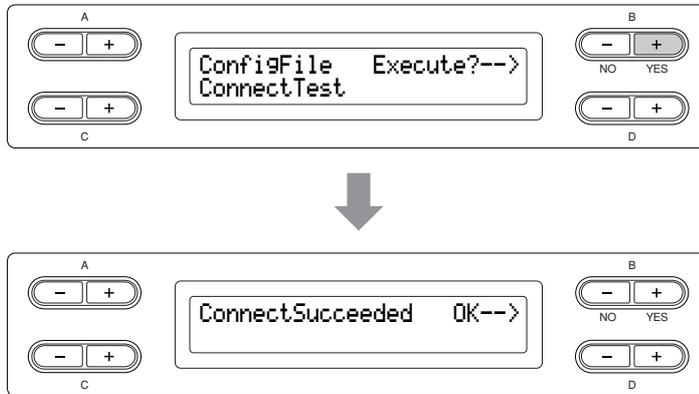 A B
− + − +
NO YES
ConfigFile Execute?-->
ConnectTest
− + − +
C D
A B
− + − +
NO YES
ConnectSucceeded OK-->
− + − +
C D